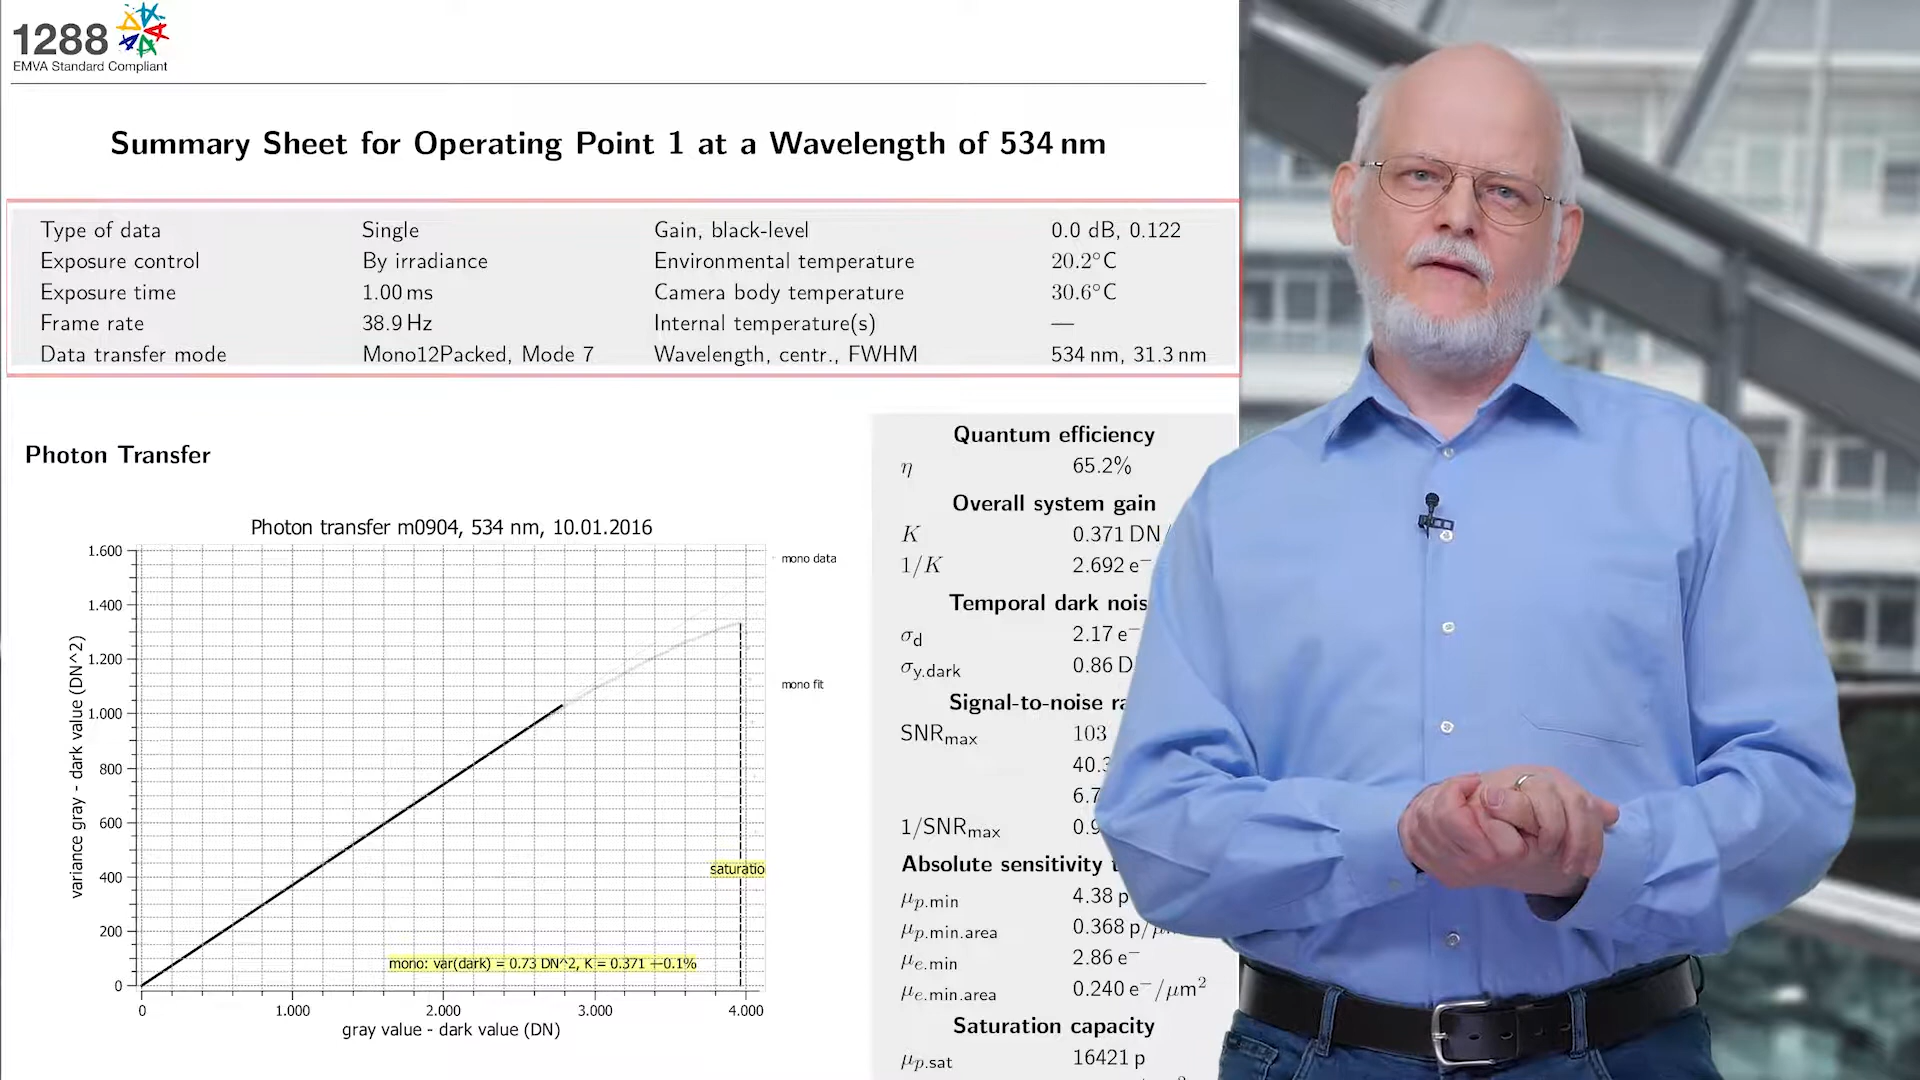 1288
EMVA Standard Compliant
Summary Sheet for Operating Point 1 at a Wavelength of 534 nm
Type of data Single Gain, black-level 0.0 dB, 0.122
Exposure control By irradiance Environmental temperature 20.2°C
Exposure time 1.00 ms Camera body temperature 30.6°C
Frame rate 38.9 Hz Internal temperature(s) —
Data transfer mode Mono12Packed, Mode 7 Wavelength, centr., FWHM 534 nm, 31.3 nm
Photon Transfer
Photon transfer m0904, 534 nm, 10.01.2016
1.600
1.400
1.200
1.000
800
600
400
200
0
variance gray - dark value (DN^2)
mono data
mono fit
saturatio
mono: var(dark) = 0.73 DN^2, K = 0.371 +-0.1%
0 1.000 2.000 3.000 4.000
gray value - dark value (DN)
Quantum efficiency
η 65.2%
Overall system gain
K 0.371 DN/
1/K 2.692 e⁻
Temporal dark nois
σd 2.17 e⁻
σy.dark 0.86 D
Signal-to-noise ra
SNRmax 103
40.3
6.7
1/SNRmax 0.9
Absolute sensitivity t
μp.min 4.38 p
μp.min.area 0.368 p/μm
μe.min 2.86 e⁻
μe.min.area 0.240 e⁻/μm²
Saturation capacity
μp.sat 16421 p